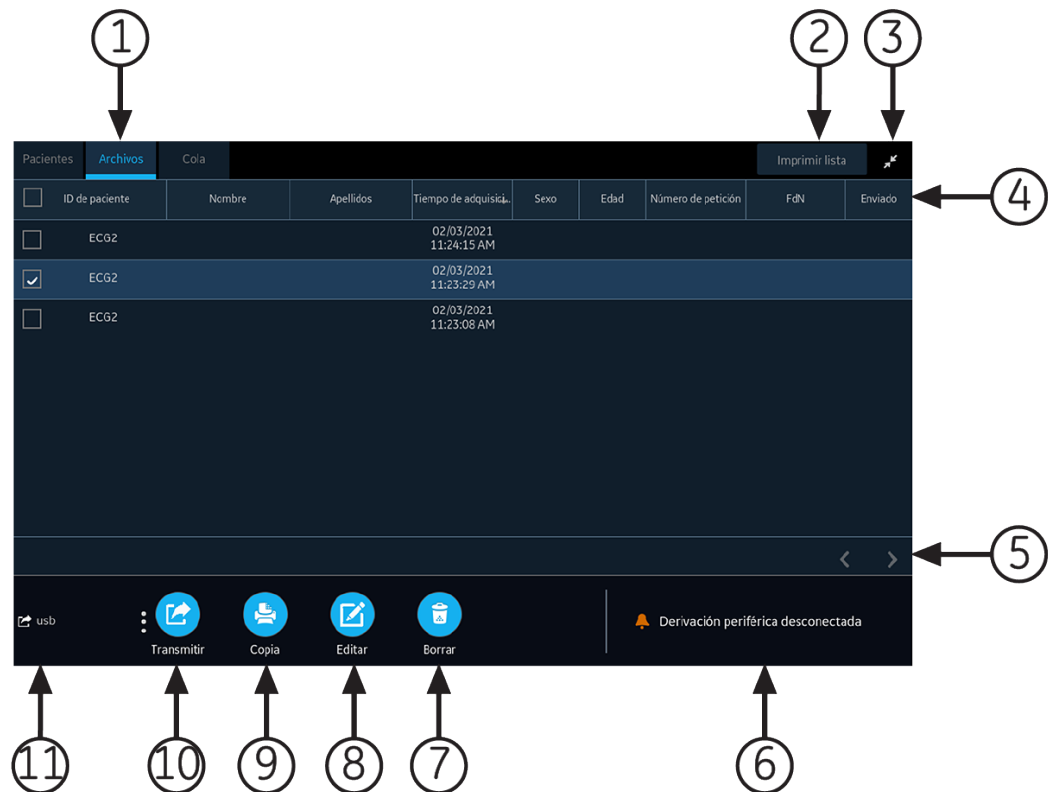 1
2
3
Pacientes Archivos Cola Imprimir lista
4
ID de paciente Nombre Apellidos Tiempo de adquisici... Sexo Edad Número de petición FdN Enviado
ECG2 02/03/2021
11:24:15 AM
ECG2 02/03/2021
11:23:29 AM
ECG2 02/03/2021
11:23:08 AM
5
usb
Transmitir Copia Editar Borrar
Derivación periférica desconectada
11 10 9 8 7 6